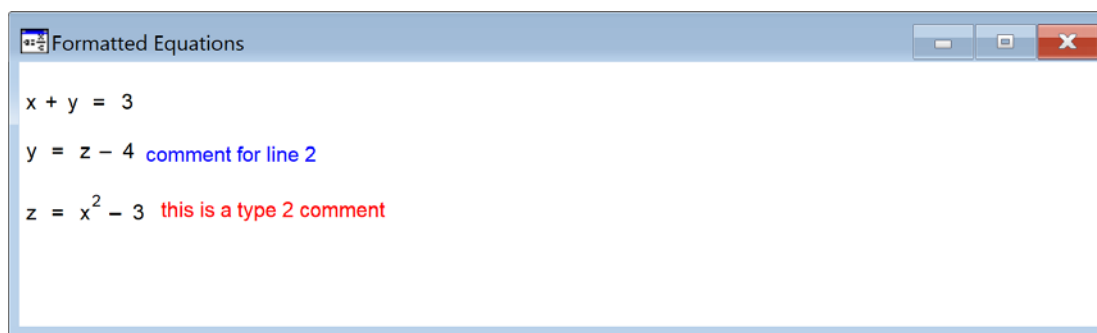 Formatted Equations
x + y = 3
y = z − 4 comment for line 2
z = x² − 3 this is a type 2 comment